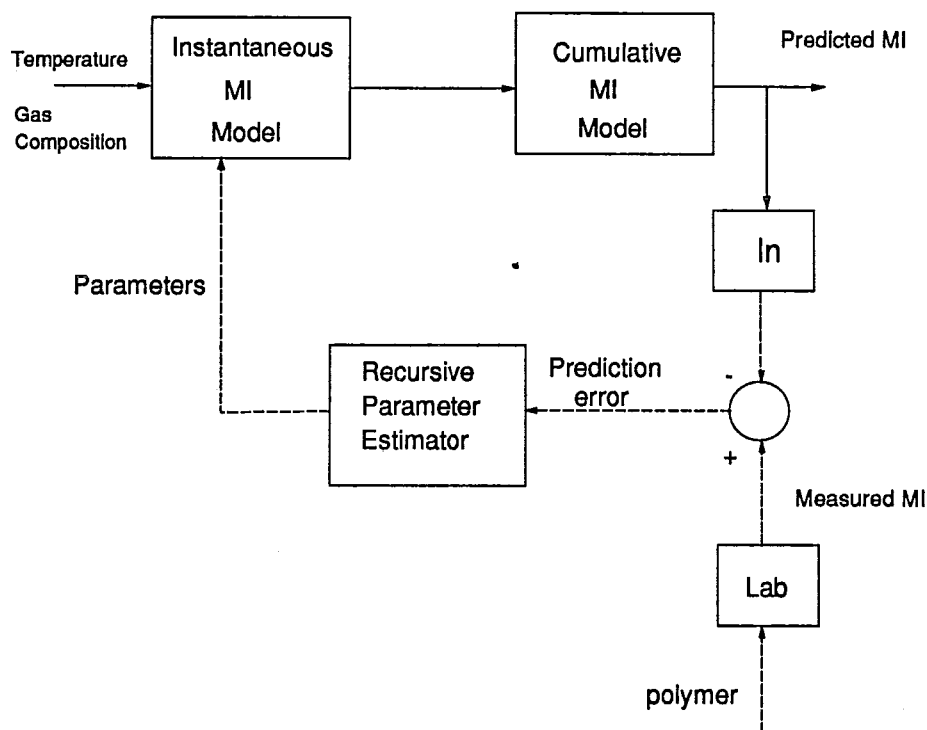 Temperature
Gas
Composition
Instantaneous
MI
Model
Cumulative
MI
Model
Predicted MI
In
Parameters
Recursive
Parameter
Estimator
Prediction
error
-
+
Measured MI
Lab
polymer